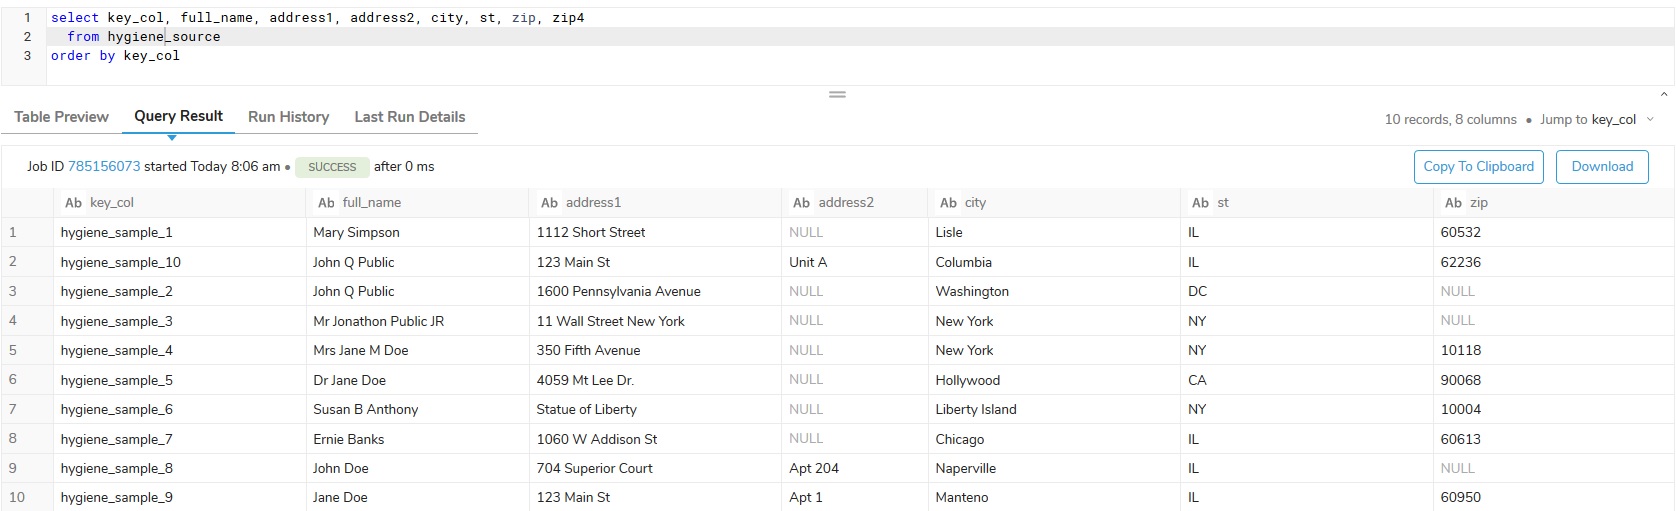 1 select key_col, full_name, address1, address2, city, st, zip, zip4
2 from hygiene_source
3 order by key_col
Table Preview Query Result Run History Last Run Details 10 records, 8 columns • Jump to key_col
Job ID 785156073 started Today 8:06 am • SUCCESS after 0 ms Copy To Clipboard Download
Ab key_col Ab full_name Ab address1 Ab address2 Ab city Ab st Ab zip
1 hygiene_sample_1 Mary Simpson 1112 Short Street NULL Lisle IL 60532
2 hygiene_sample_10 John Q Public 123 Main St Unit A Columbia IL 62236
3 hygiene_sample_2 John Q Public 1600 Pennsylvania Avenue NULL Washington DC NULL
4 hygiene_sample_3 Mr Jonathon Public JR 11 Wall Street New York NULL New York NY NULL
5 hygiene_sample_4 Mrs Jane M Doe 350 Fifth Avenue NULL New York NY 10118
6 hygiene_sample_5 Dr Jane Doe 4059 Mt Lee Dr. NULL Hollywood CA 90068
7 hygiene_sample_6 Susan B Anthony Statue of Liberty NULL Liberty Island NY 10004
8 hygiene_sample_7 Ernie Banks 1060 W Addison St NULL Chicago IL 60613
9 hygiene_sample_8 John Doe 704 Superior Court Apt 204 Naperville IL NULL
10 hygiene_sample_9 Jane Doe 123 Main St Apt 1 Manteno IL 60950